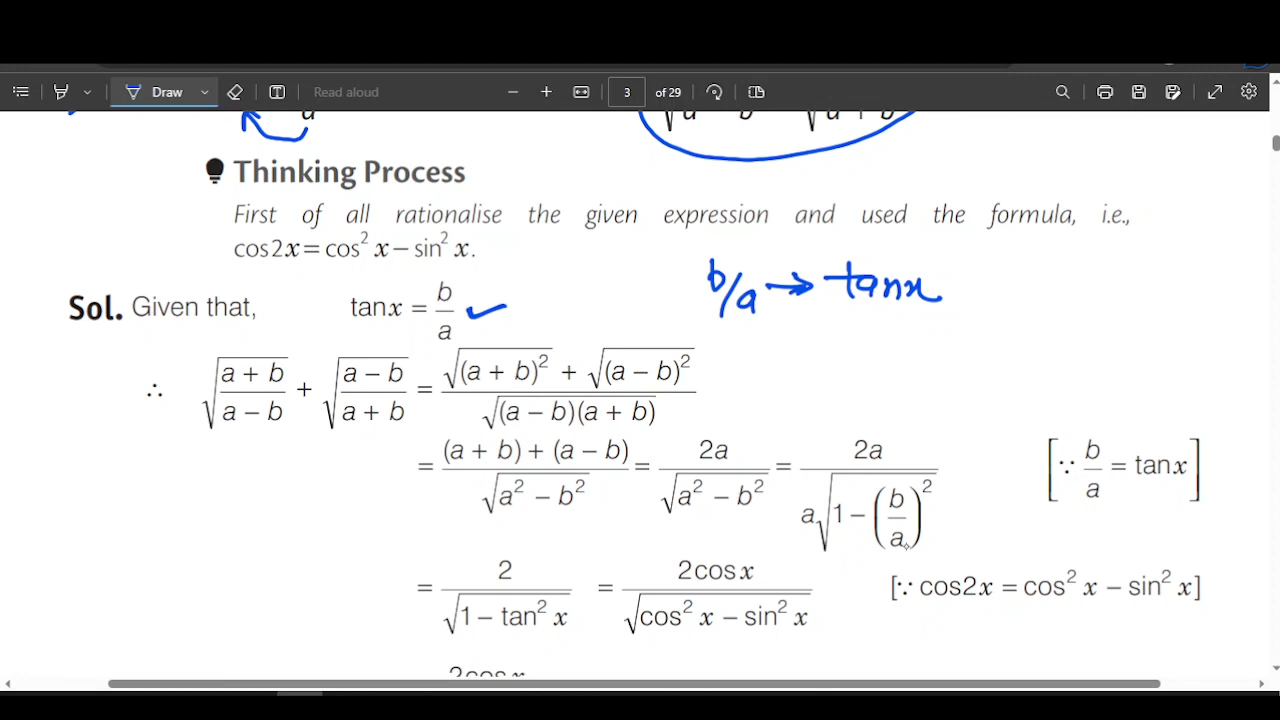 Draw
Read aloud
3 of 29
a
√a − b √a + b
Thinking Process
First of all rationalise the given expression and used the formula, i.e.,
cos2x = cos² x − sin² x.
b/a → tanx
Sol. Given that, tanx = b/a ✓
∴ √((a + b)/(a − b)) + √((a − b)/(a + b)) = (√(a + b)² + √(a − b)²)/√((a − b)(a + b))
= ((a + b) + (a − b))/√(a² − b²) = 2a/√(a² − b²) = 2a/(a√(1 − (b/a)²)) [∵ b/a = tanx]
= 2/√(1 − tan² x) = 2cosx/√(cos² x − sin² x) [∵ cos2x = cos² x − sin² x]
2cosx